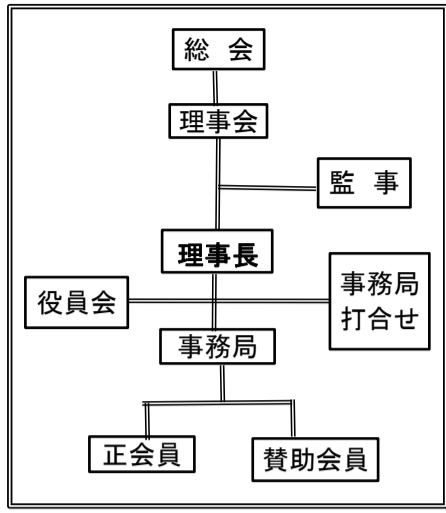 総　会
理事会
監　事
理事長
役員会
事務局
打合せ
事務局
正会員
賛助会員